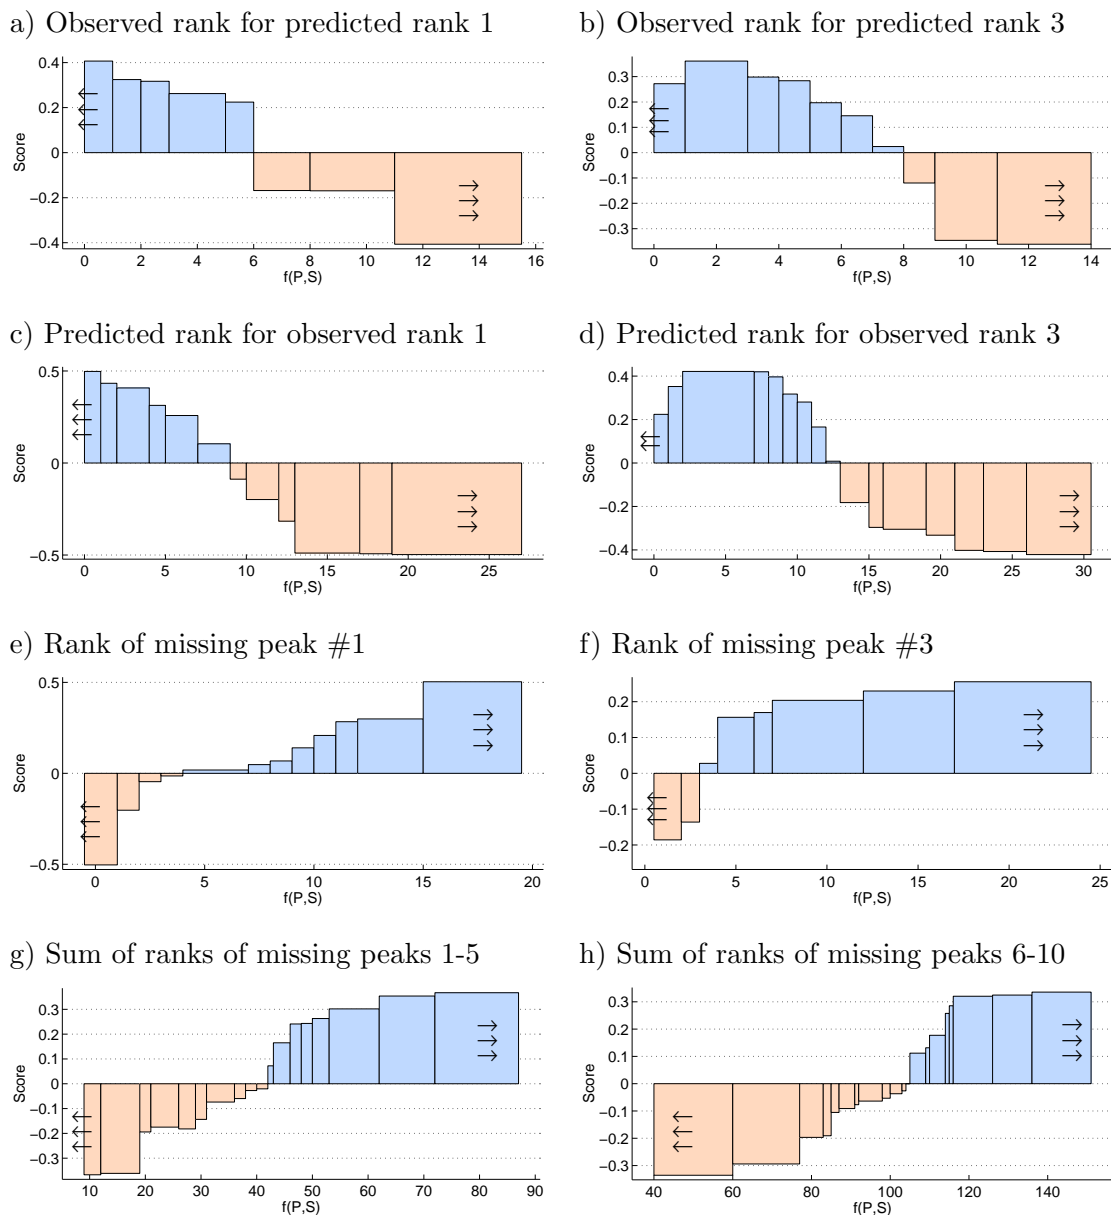 a) Observed rank for predicted rank 1
0.4
0.2
0
−0.2
−0.4
Score
0 2 4 6 8 10 12 14 16
f(P,S)
b) Observed rank for predicted rank 3
0.3
0.2
0.1
0
−0.1
−0.2
−0.3
Score
0 2 4 6 8 10 12 14
f(P,S)
c) Predicted rank for observed rank 1
0.5
0
−0.5
Score
0 5 10 15 20 25
f(P,S)
d) Predicted rank for observed rank 3
0.4
0.2
0
−0.2
−0.4
Score
0 5 10 15 20 25 30
f(P,S)
e) Rank of missing peak #1
0.5
0
−0.5
Score
0 5 10 15 20
f(P,S)
f) Rank of missing peak #3
0.2
0.1
0
−0.1
−0.2
Score
0 5 10 15 20 25
f(P,S)
g) Sum of ranks of missing peaks 1-5
0.3
0.2
0.1
0
−0.1
−0.2
−0.3
Score
10 20 30 40 50 60 70 80 90
f(P,S)
h) Sum of ranks of missing peaks 6-10
0.3
0.2
0.1
0
−0.1
−0.2
−0.3
Score
40 60 80 100 120 140
f(P,S)